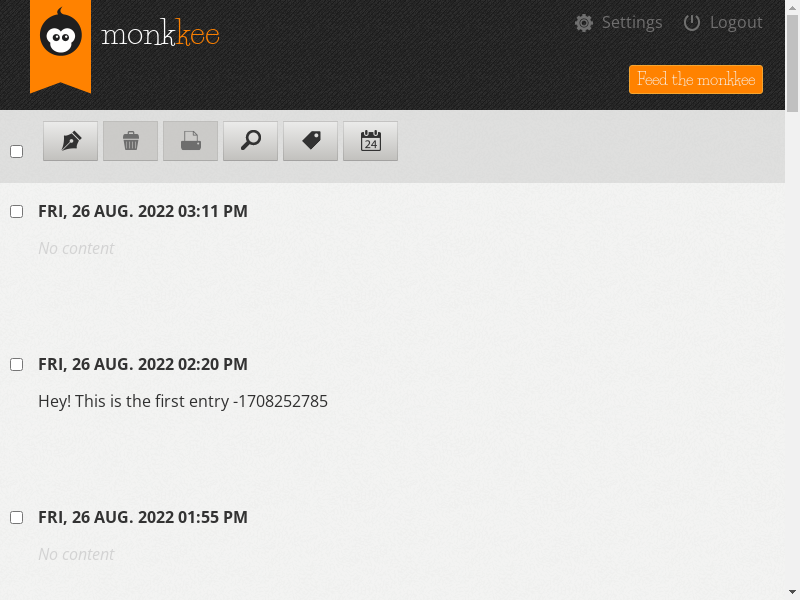 monkkee
Settings
Logout
Feed the monkkee
24
FRI, 26 AUG. 2022 03:11 PM
No content
FRI, 26 AUG. 2022 02:20 PM
Hey! This is the first entry -1708252785
FRI, 26 AUG. 2022 01:55 PM
No content